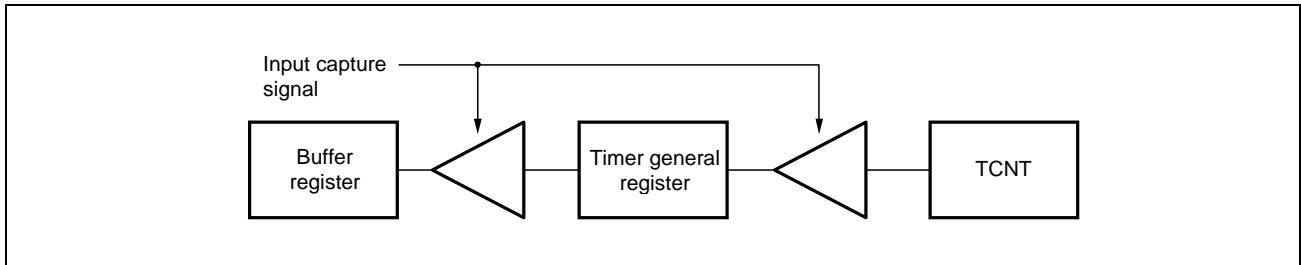 Input capture
signal
Buffer
register
Timer general
register
TCNT